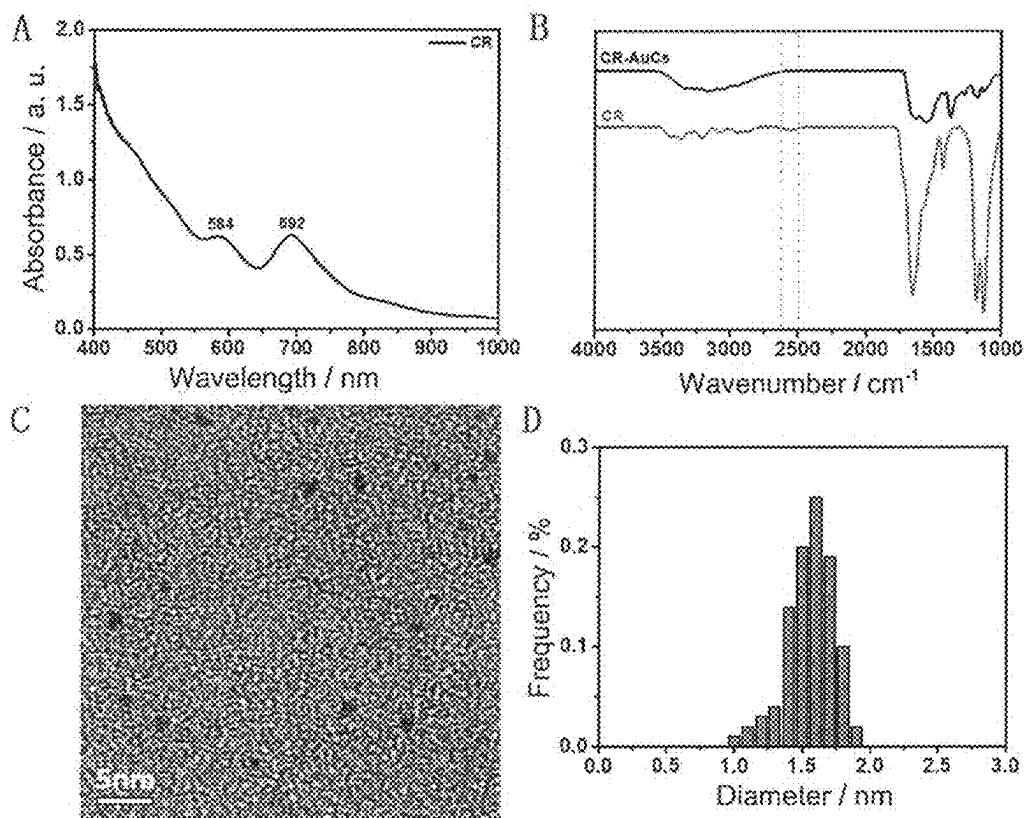 A
2.0
1.5
1.0
0.5
0.0
CR
584
692
400 500 600 700 800 900 1000
Absorbance / a. u.
Wavelength / nm
B
CR-AuCs
CR
4000 3500 3000 2500 2000 1500 1000
Wavenumber / cm-1
C
5nm
D
0.3
0.2
0.1
0.0
0.0 0.5 1.0 1.5 2.0 2.5 3.0
Frequency / %
Diameter / nm